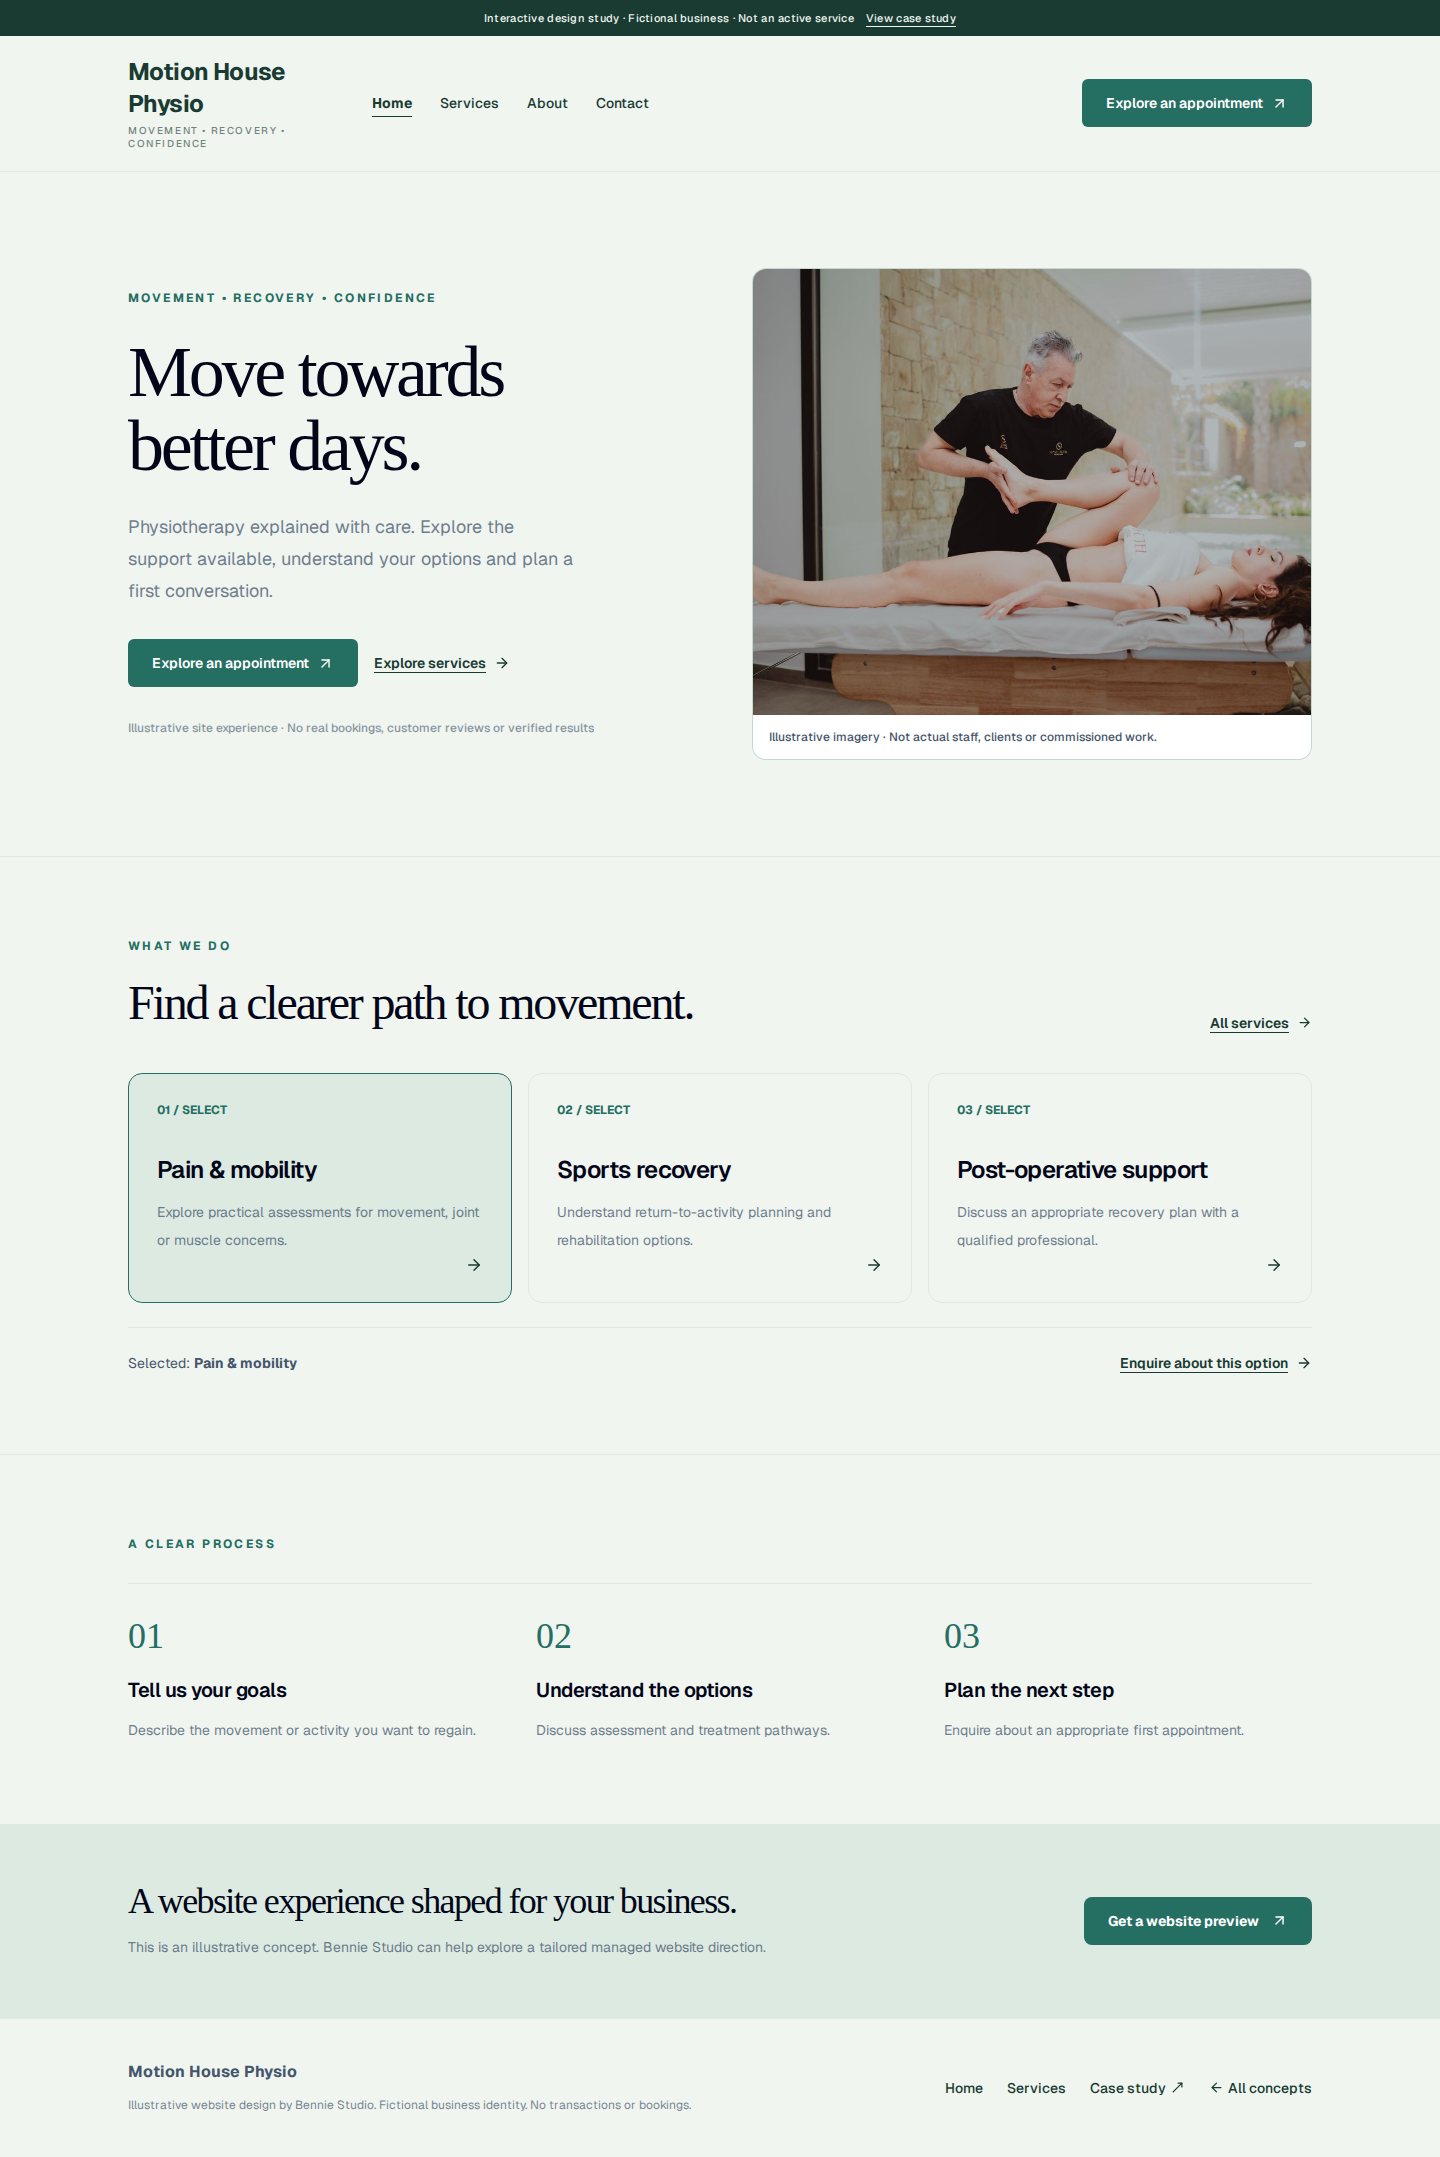 Interactive design study · Fictional business · Not an active service View case study
Motion House
Physio
MOVEMENT • RECOVERY •
CONFIDENCE
Home Services About Contact
Explore an appointment
MOVEMENT • RECOVERY • CONFIDENCE
Move towards
better days.
Physiotherapy explained with care. Explore the
support available, understand your options and plan a
first conversation.
Explore an appointment
Explore services
Illustrative site experience · No real bookings, customer reviews or verified results
Illustrative imagery · Not actual staff, clients or commissioned work.
WHAT WE DO
Find a clearer path to movement.
All services
01 / SELECT
Pain & mobility
Explore practical assessments for movement, joint
or muscle concerns.
02 / SELECT
Sports recovery
Understand return-to-activity planning and
rehabilitation options.
03 / SELECT
Post-operative support
Discuss an appropriate recovery plan with a
qualified professional.
Selected: Pain & mobility
Enquire about this option
A CLEAR PROCESS
01
Tell us your goals
Describe the movement or activity you want to regain.
02
Understand the options
Discuss assessment and treatment pathways.
03
Plan the next step
Enquire about an appropriate first appointment.
A website experience shaped for your business.
This is an illustrative concept. Bennie Studio can help explore a tailored managed website direction.
Get a website preview
Motion House Physio
Illustrative website design by Bennie Studio. Fictional business identity. No transactions or bookings.
Home Services Case study ↗ ← All concepts